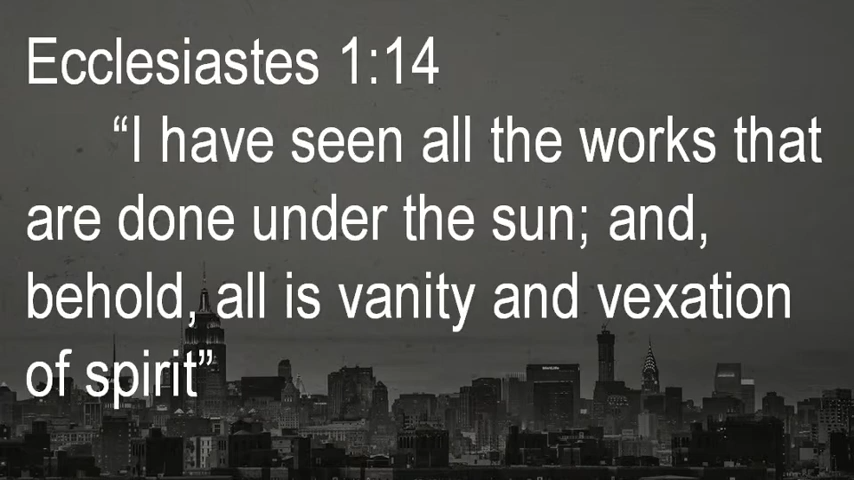 Ecclesiastes 1:14
“I have seen all the works that
are done under the sun; and,
behold, all is vanity and vexation
of spirit”